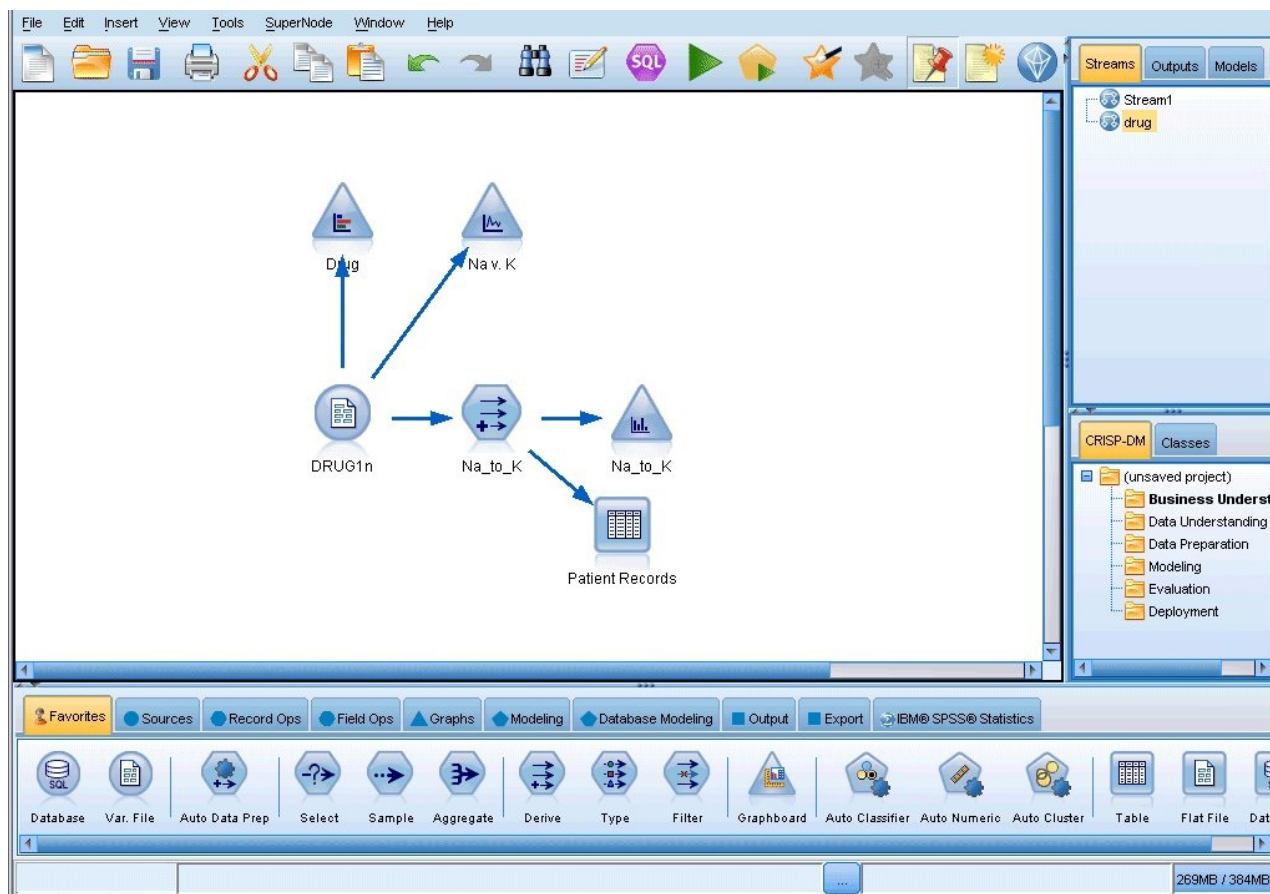 File Edit Insert View Tools SuperNode Window Help
SQL
Streams Outputs Models
Stream1
drug
Drug
Na v. K
DRUG1n
Na_to_K
Na_to_K
Patient Records
CRISP-DM Classes
(unsaved project)
Business Underst
Data Understanding
Data Preparation
Modeling
Evaluation
Deployment
Favorites Sources Record Ops Field Ops Graphs Modeling Database Modeling Output Export IBM® SPSS® Statistics
SQL
Database Var. File Auto Data Prep Select Sample Aggregate Derive Type Filter Graphboard Auto Classifier Auto Numeric Auto Cluster Table Flat File Dat
...
269MB / 384MB